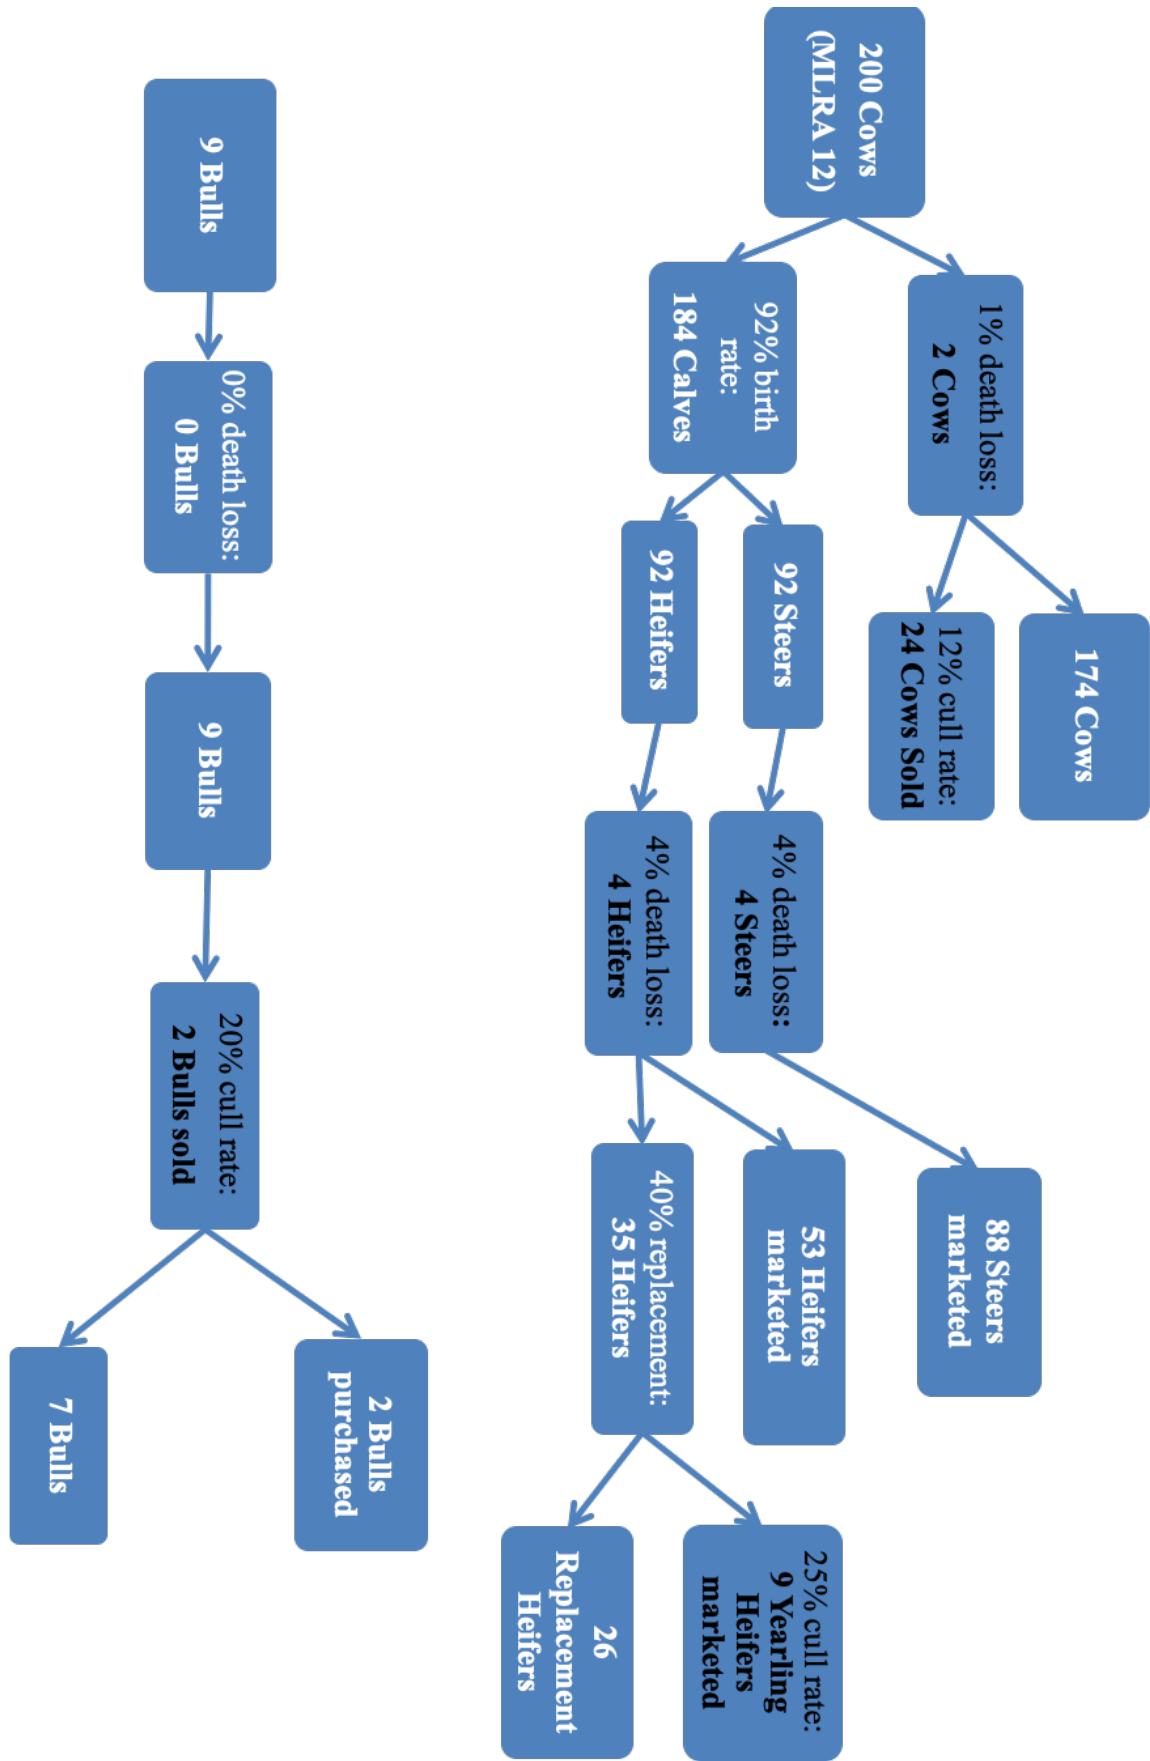 200 Cows
(MLRA 12)
1% death loss:
2 Cows
174 Cows
12% cull rate:
24 Cows Sold
92% birth
rate:
184 Calves
92 Steers
4% death loss:
4 Steers
88 Steers
marketed
92 Heifers
4% death loss:
4 Heifers
53 Heifers
marketed
40% replacement:
35 Heifers
25% cull rate:
9 Yearling
Heifers
marketed
26
Replacement
Heifers
9 Bulls
0% death loss:
0 Bulls
9 Bulls
20% cull rate:
2 Bulls sold
2 Bulls
purchased
7 Bulls